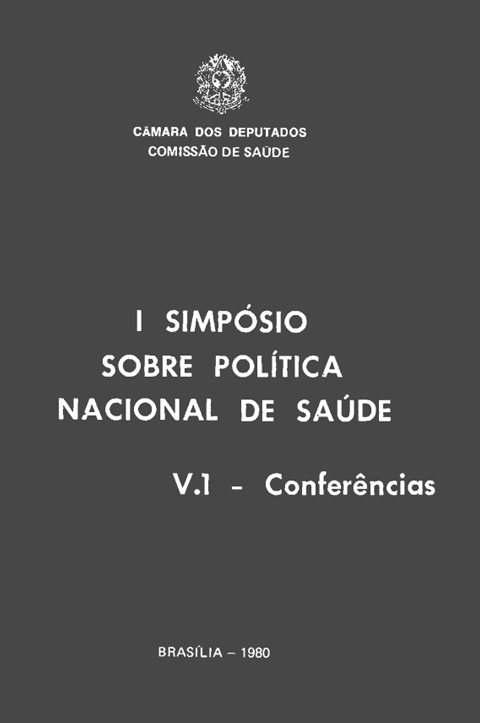 CÂMARA DOS DEPUTADOS
COMISSÃO DE SAÚDE
I SIMPÓSIO
SOBRE POLÍTICA
NACIONAL DE SAÚDE
V.1 - Conferências
BRASÍLIA - 1980